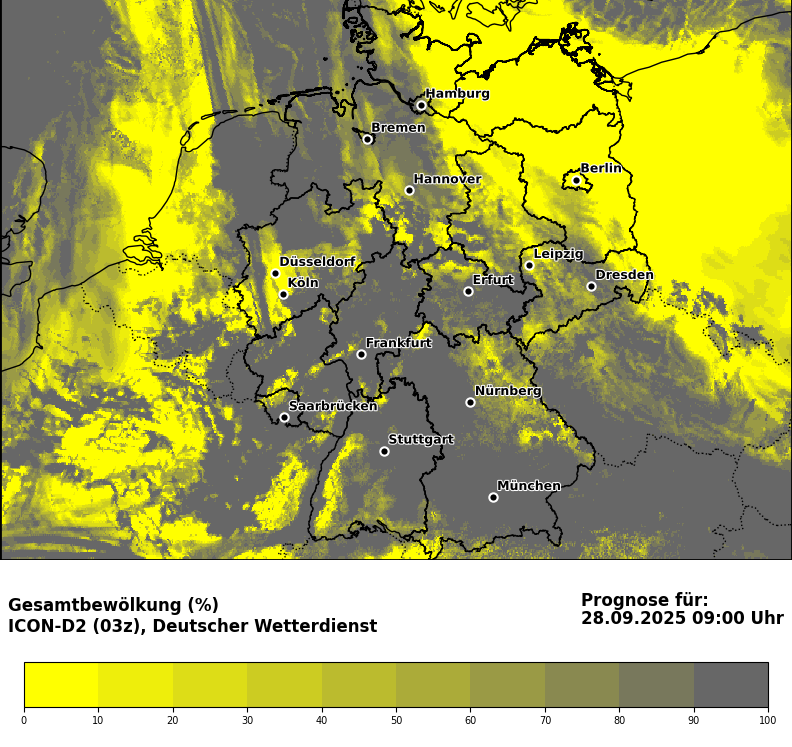 Hamburg
Bremen
Berlin
Hannover
Leipzig
Düsseldorf
Dresden
Köln
Erfurt
Frankfurt
Nürnberg
Saarbrücken
Stuttgart
München
Gesamtbewölkung (%)
ICON-D2 (03z), Deutscher Wetterdienst
Prognose für:
28.09.2025 09:00 Uhr
0 10 20 30 40 50 60 70 80 90 100